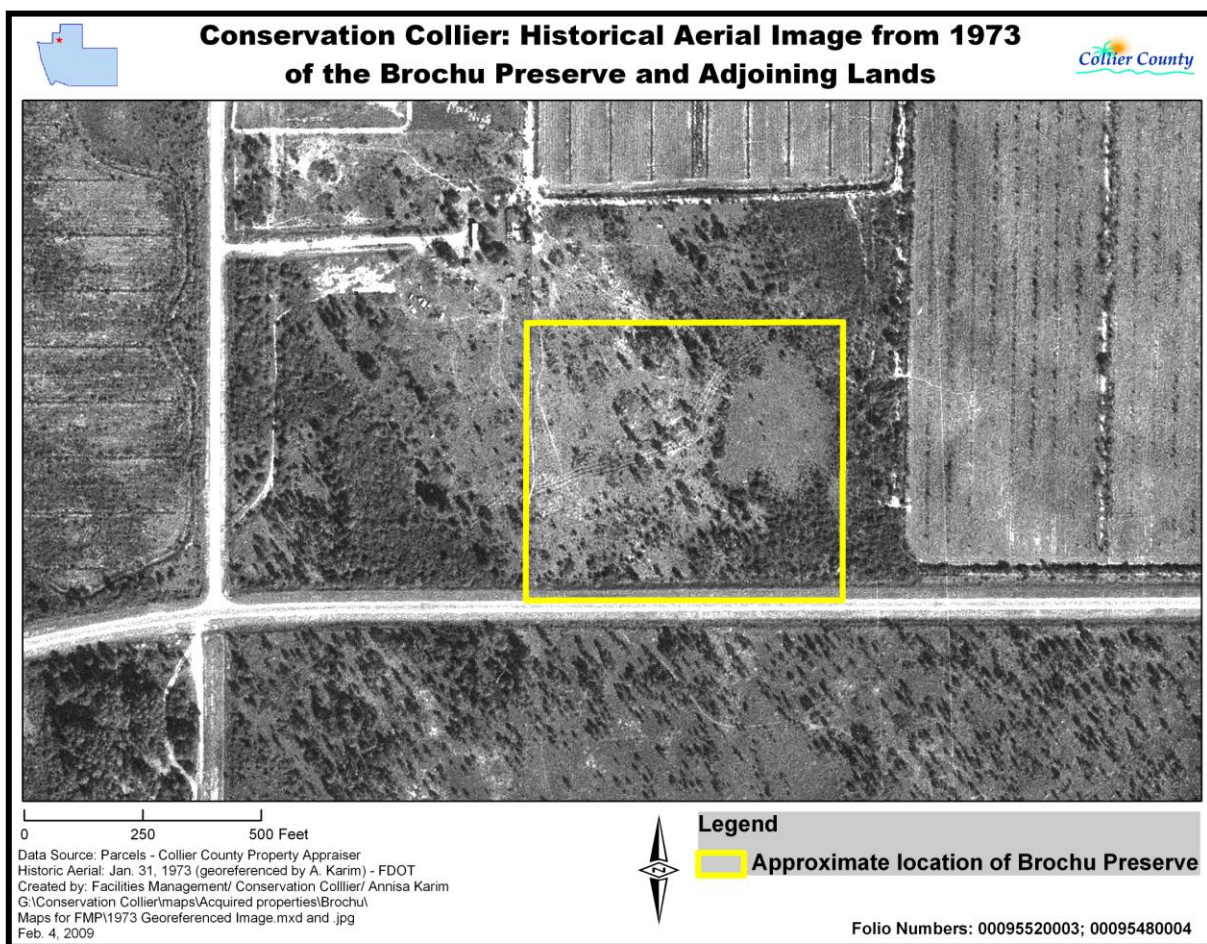 Conservation Collier: Historical Aerial Image from 1973
of the Brochu Preserve and Adjoining Lands
Collier County
0 250 500 Feet
Data Source: Parcels - Collier County Property Appraiser
Historic Aerial: Jan. 31, 1973 (georeferenced by A. Karim) - FDOT
Created by: Facilities Management/ Conservation Colllier/ Annisa Karim
G:\Conservation Collier\maps\Acquired properties\Brochu\
Maps for FMP\1973 Georeferenced Image.mxd and .jpg
Feb. 4, 2009
N
Legend
Approximate location of Brochu Preserve
Folio Numbers: 00095520003; 00095480004